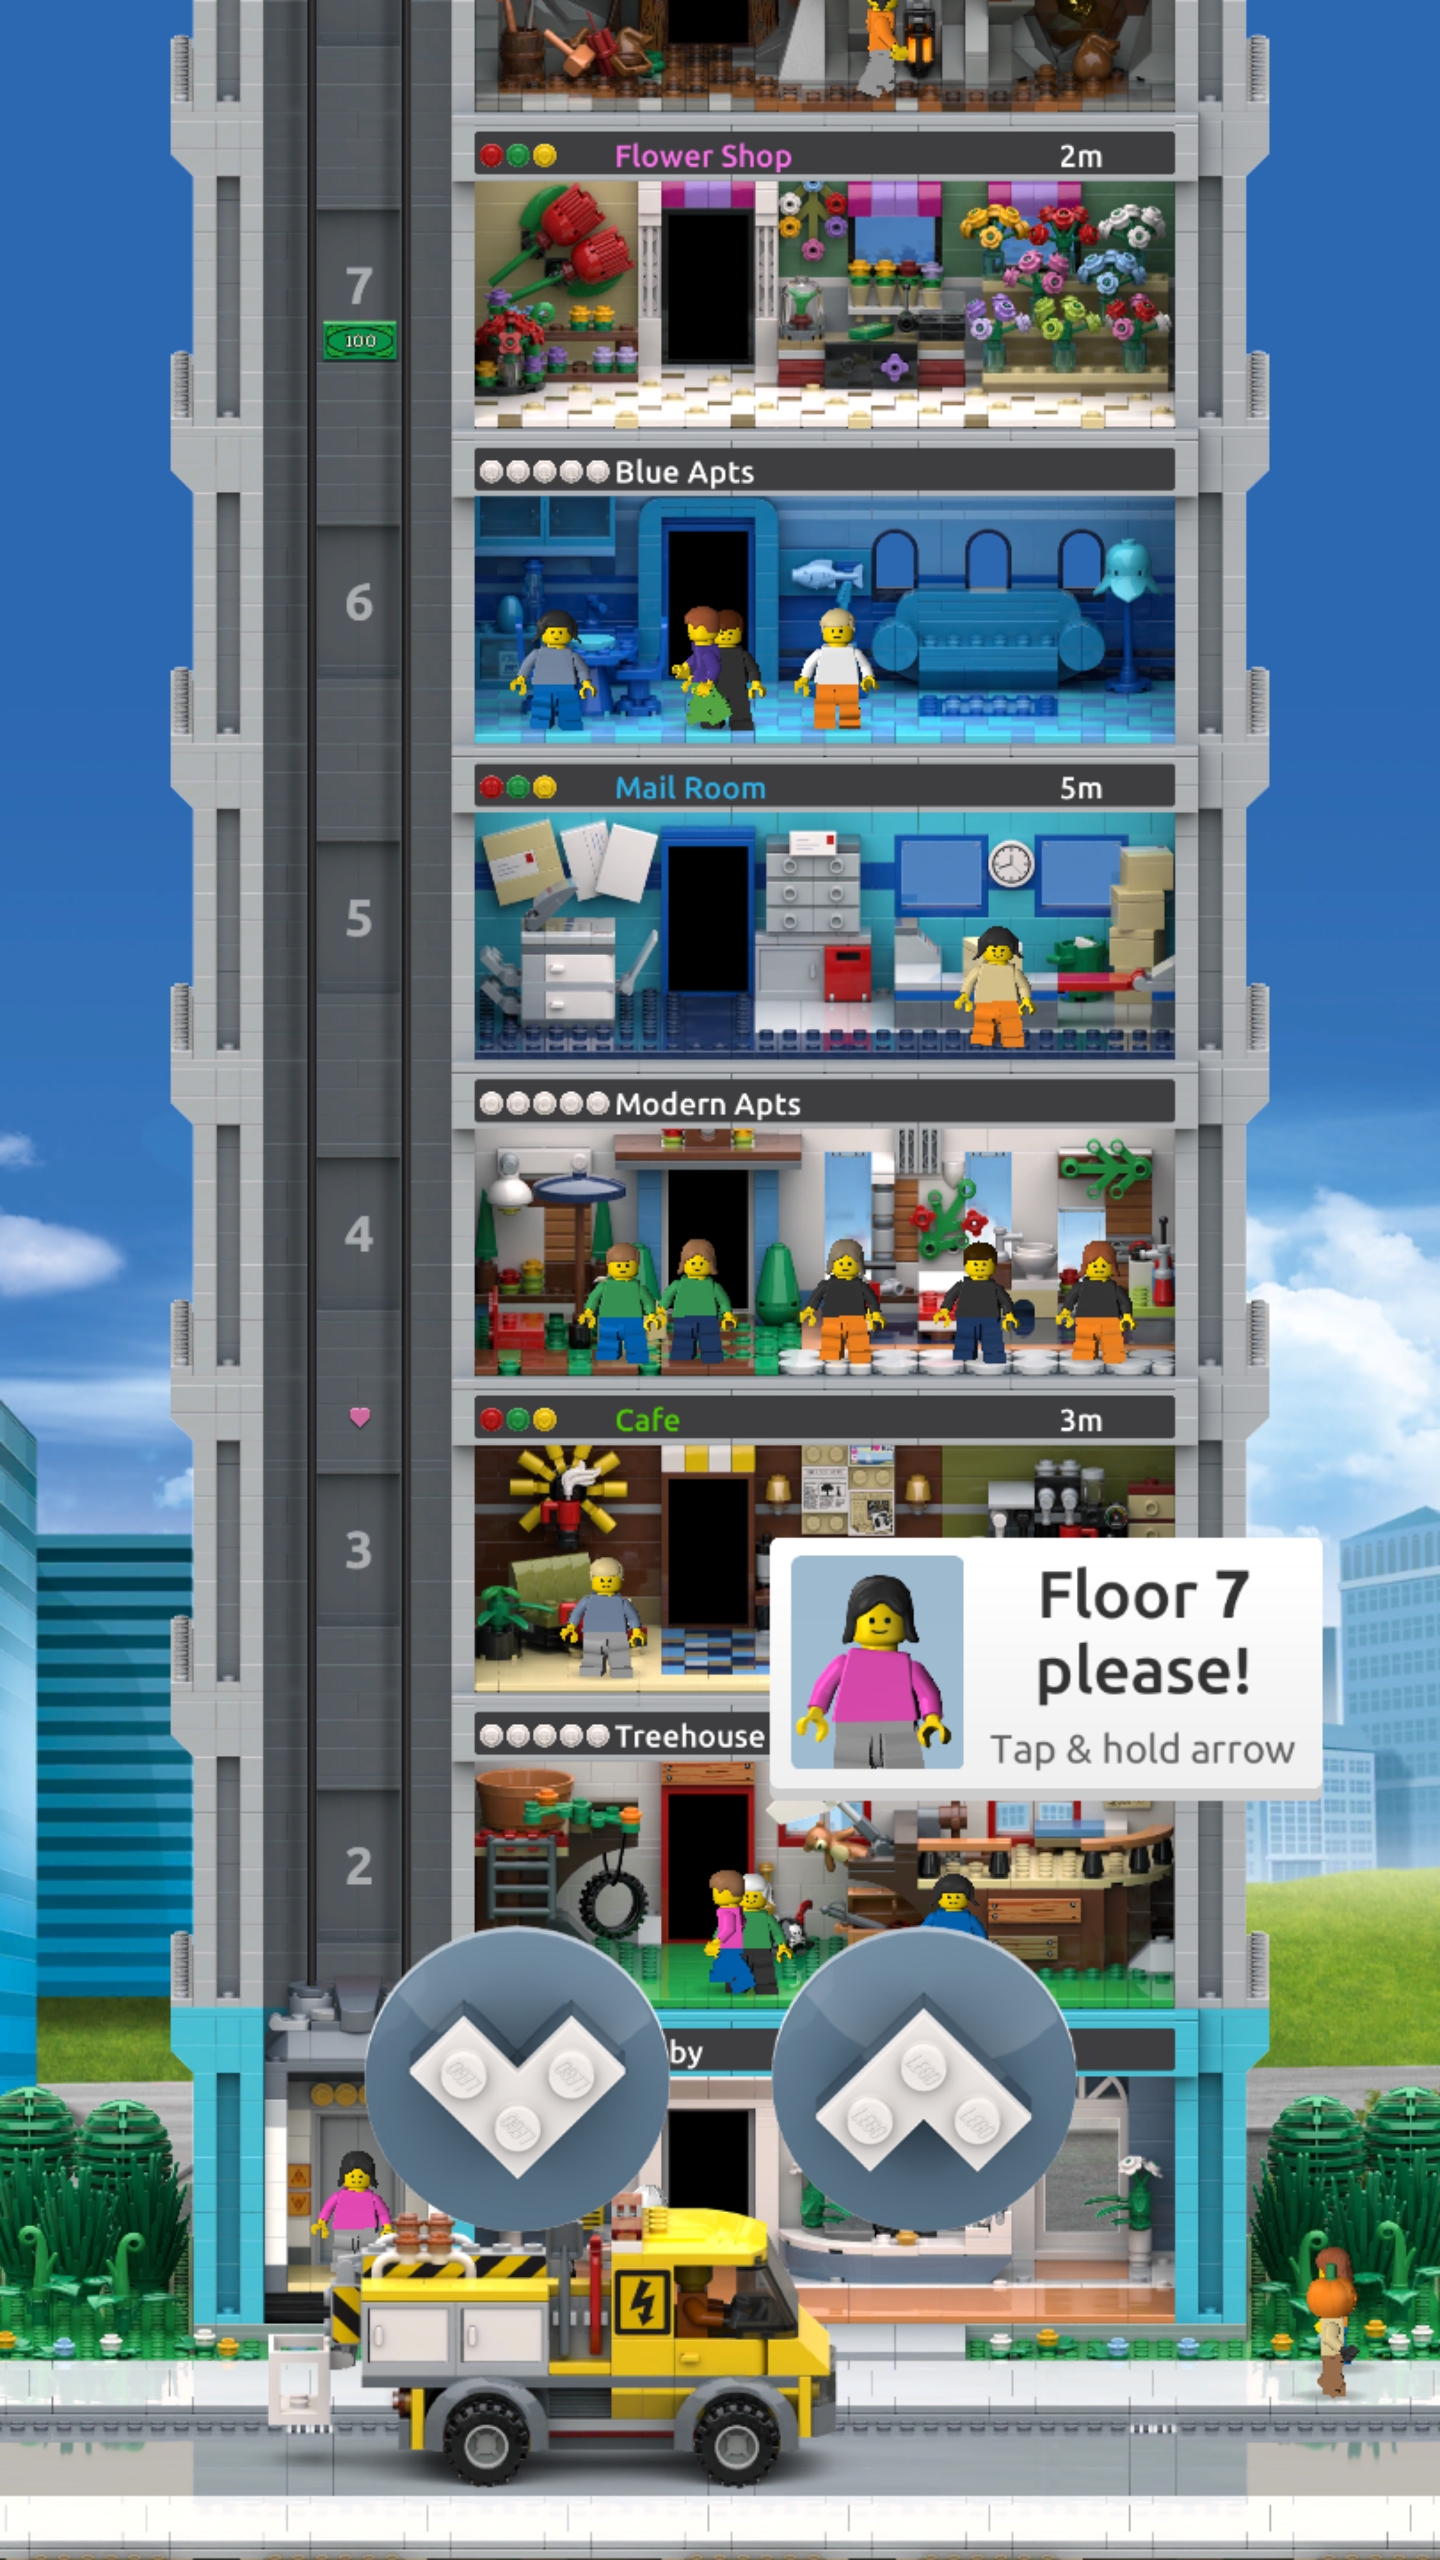 Flower Shop 2m
7
100
Blue Apts
6
Mail Room 5m
5
Modern Apts
4
Cafe 3m
3
Floor 7
please!
Tap & hold arrow
Treehouse
2
by